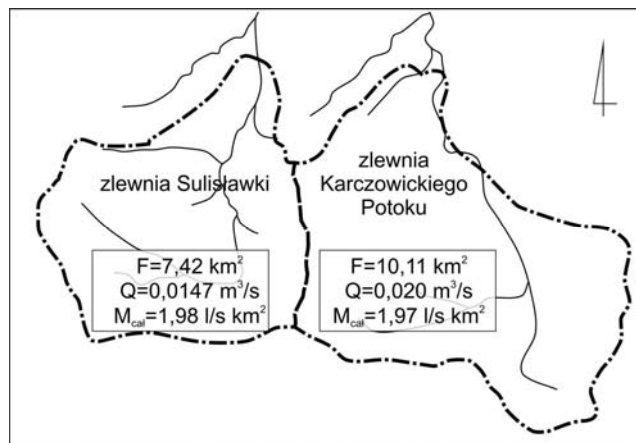 zlewnia Sulisławki
zlewnia
Karczowickiego
Potoku
F=7,42 km²
Q=0,0147 m³/s
Mcał=1,98 l/s km²
F=10,11 km²
Q=0,020 m³/s
Mcał=1,97 l/s km²